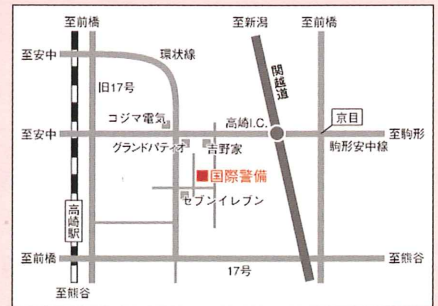 至前橋
至新潟
至前橋
至安中
環状線
関越道
旧17号
コジマ電気
高崎I.C.
京目
至安中
至駒形
グランドパティオ
吉野家
駒形安中線
国際警備
セブンイレブン
高崎駅
至前橋
17号
至熊谷
至熊谷